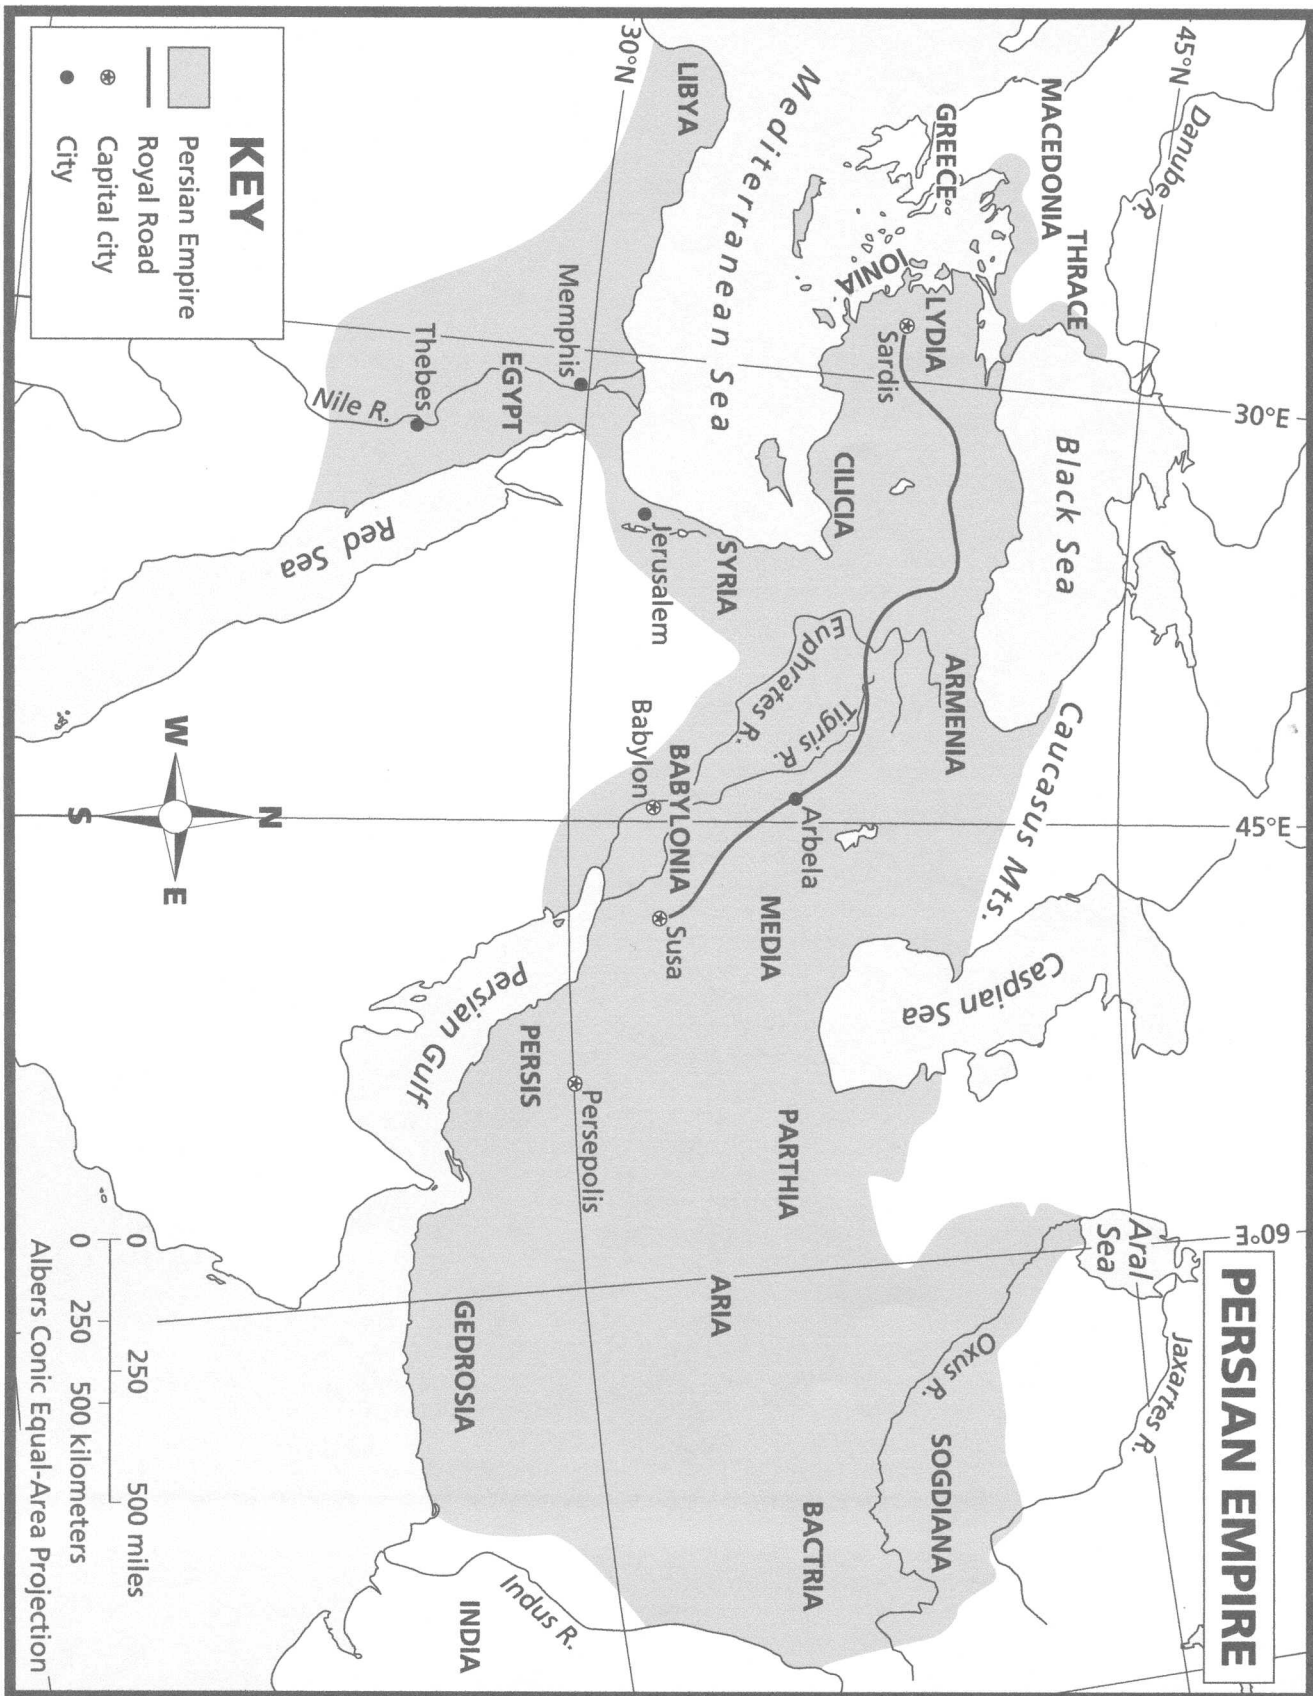 PERSIAN EMPIRE
45°N
30°N
30°E
45°E
60°E
Danube R.
MACEDONIA
THRACE
GREECE
IONIA
LYDIA
Sardis
Black Sea
Caucasus Mts.
Caspian Sea
Aral
Sea
Jaxartes R.
Oxus R.
SOGDIANA
BACTRIA
ARIA
PARTHIA
MEDIA
ARMENIA
CILICIA
Mediterranean Sea
LIBYA
Memphis
EGYPT
Thebes
Nile R.
Red Sea
Jerusalem
SYRIA
Euphrates R.
Tigris R.
Arbela
Babylon
BABYLONIA
Susa
Persian Gulf
PERSIS
Persepolis
GEDROSIA
Indus R.
INDIA
KEY
Persian Empire
Royal Road
Capital city
City
N
W
E
S
0 250 500 miles
0 250 500 kilometers
Albers Conic Equal-Area Projection